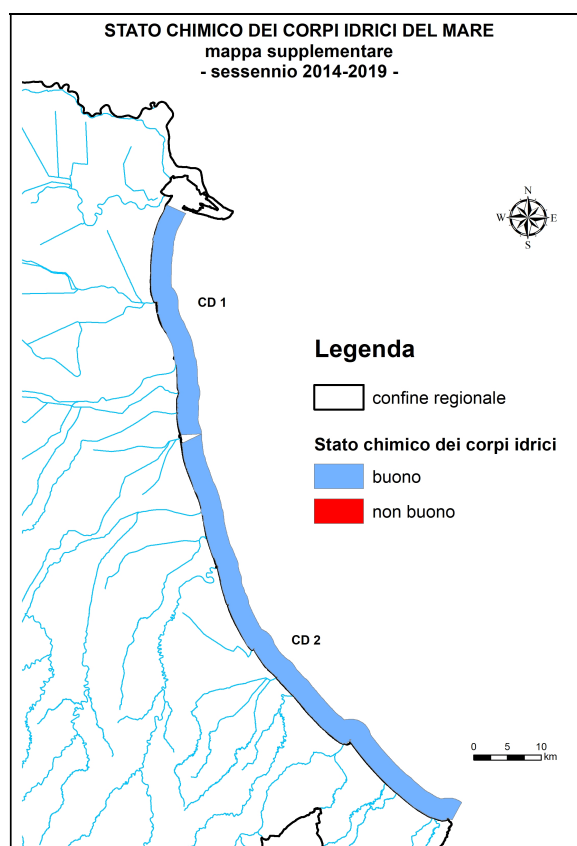 STATO CHIMICO DEI CORPI IDRICI DEL MARE
mappa supplementare
- sessennio 2014-2019 -
N
W E
S
CD 1
Legenda
confine regionale
Stato chimico dei corpi idrici
buono
non buono
CD 2
0 5 10
km